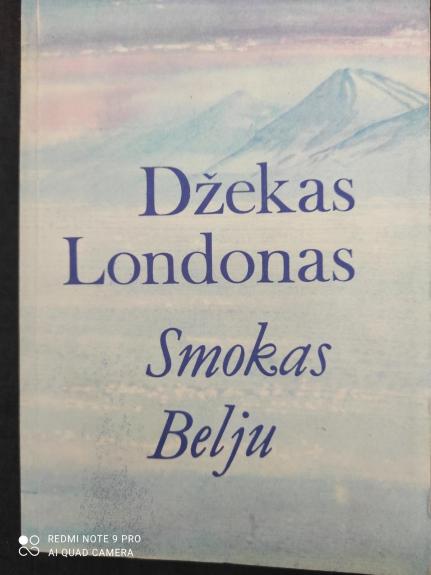 Džekas
Londonas
Smokas
Belju
REDMI NOTE 9 PRO
AI QUAD CAMERA